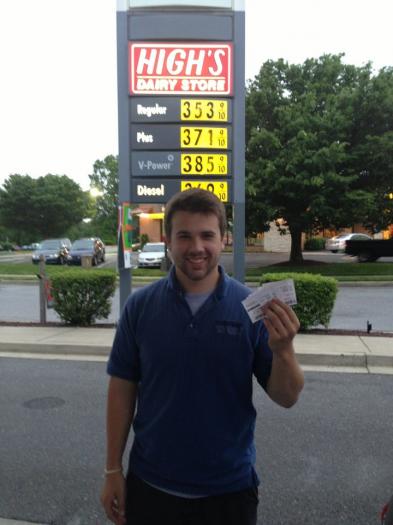 HIGH'S
DAIRY STORE
Regular 353 9/10
Plus 371 9/10
V-Power 385 9/10
Diesel